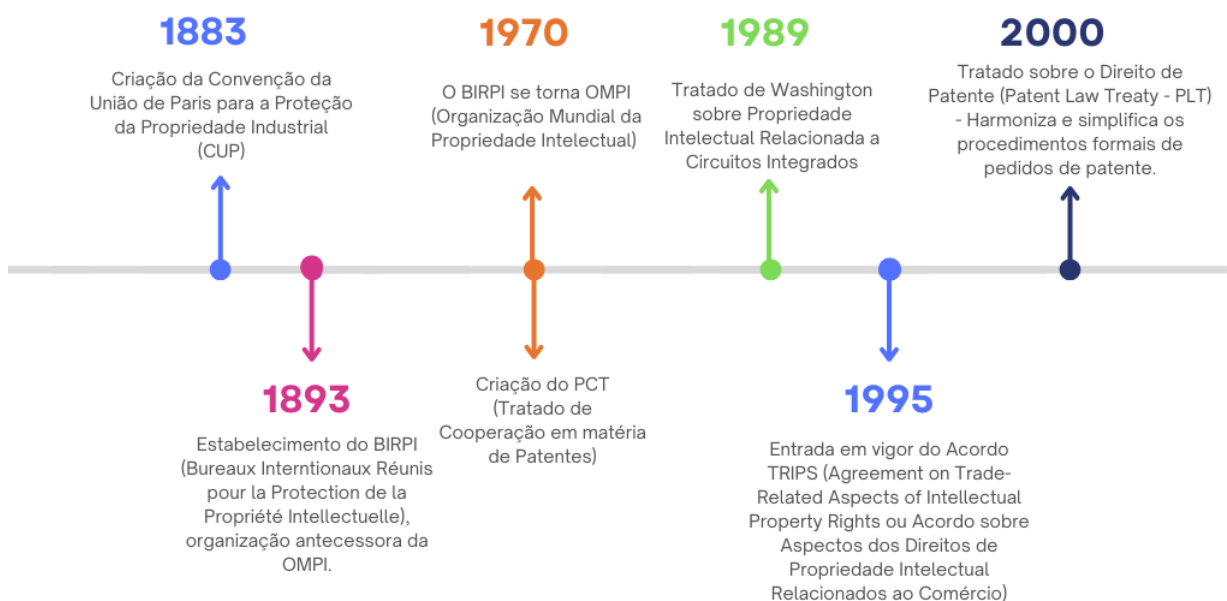 1883
Criação da Convenção da
União de Paris para a Proteção
da Propriedade Industrial
(CUP)
1893
Estabelecimento do BIRPI
(Bureaux Interntionaux Réunis
pour la Protection de la
Propriété Intellectuelle),
organização antecessora da
OMPI.
1970
O BIRPI se torna OMPI
(Organização Mundial da
Propriedade Intelectual)
Criação do PCT
(Tratado de
Cooperação em matéria
de Patentes)
1989
Tratado de Washington
sobre Propriedade
Intelectual Relacionada a
Circuitos Integrados
1995
Entrada em vigor do Acordo
TRIPS (Agreement on Trade-
Related Aspects of Intellectual
Property Rights ou Acordo sobre
Aspectos dos Direitos de
Propriedade Intelectual
Relacionados ao Comércio)
2000
Tratado sobre o Direito de
Patente (Patent Law Treaty - PLT)
- Harmoniza e simplifica os
procedimentos formais de
pedidos de patente.